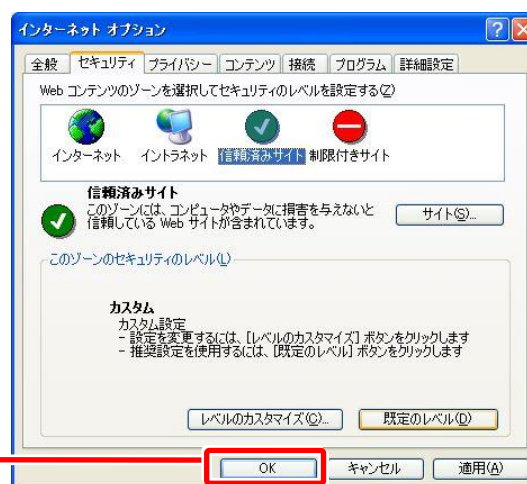 インターネット オプション
全般 セキュリティ プライバシー コンテンツ 接続 プログラム 詳細設定
Web コンテンツのゾーンを選択してセキュリティのレベルを設定する(Z)
インターネット イントラネット 信頼済みサイト 制限付きサイト
信頼済みサイト
このゾーンには、コンピュータやデータに損害を与えないと
信頼している Web サイトが含まれています。
サイト(S)...
このゾーンのセキュリティのレベル(L)
カスタム
カスタム設定
- 設定を変更するには、[レベルのカスタマイズ] ボタンをクリックします
- 推奨設定を使用するには、[既定のレベル] ボタンをクリックします
レベルのカスタマイズ(C)... 既定のレベル(D)
OK キャンセル 適用(A)